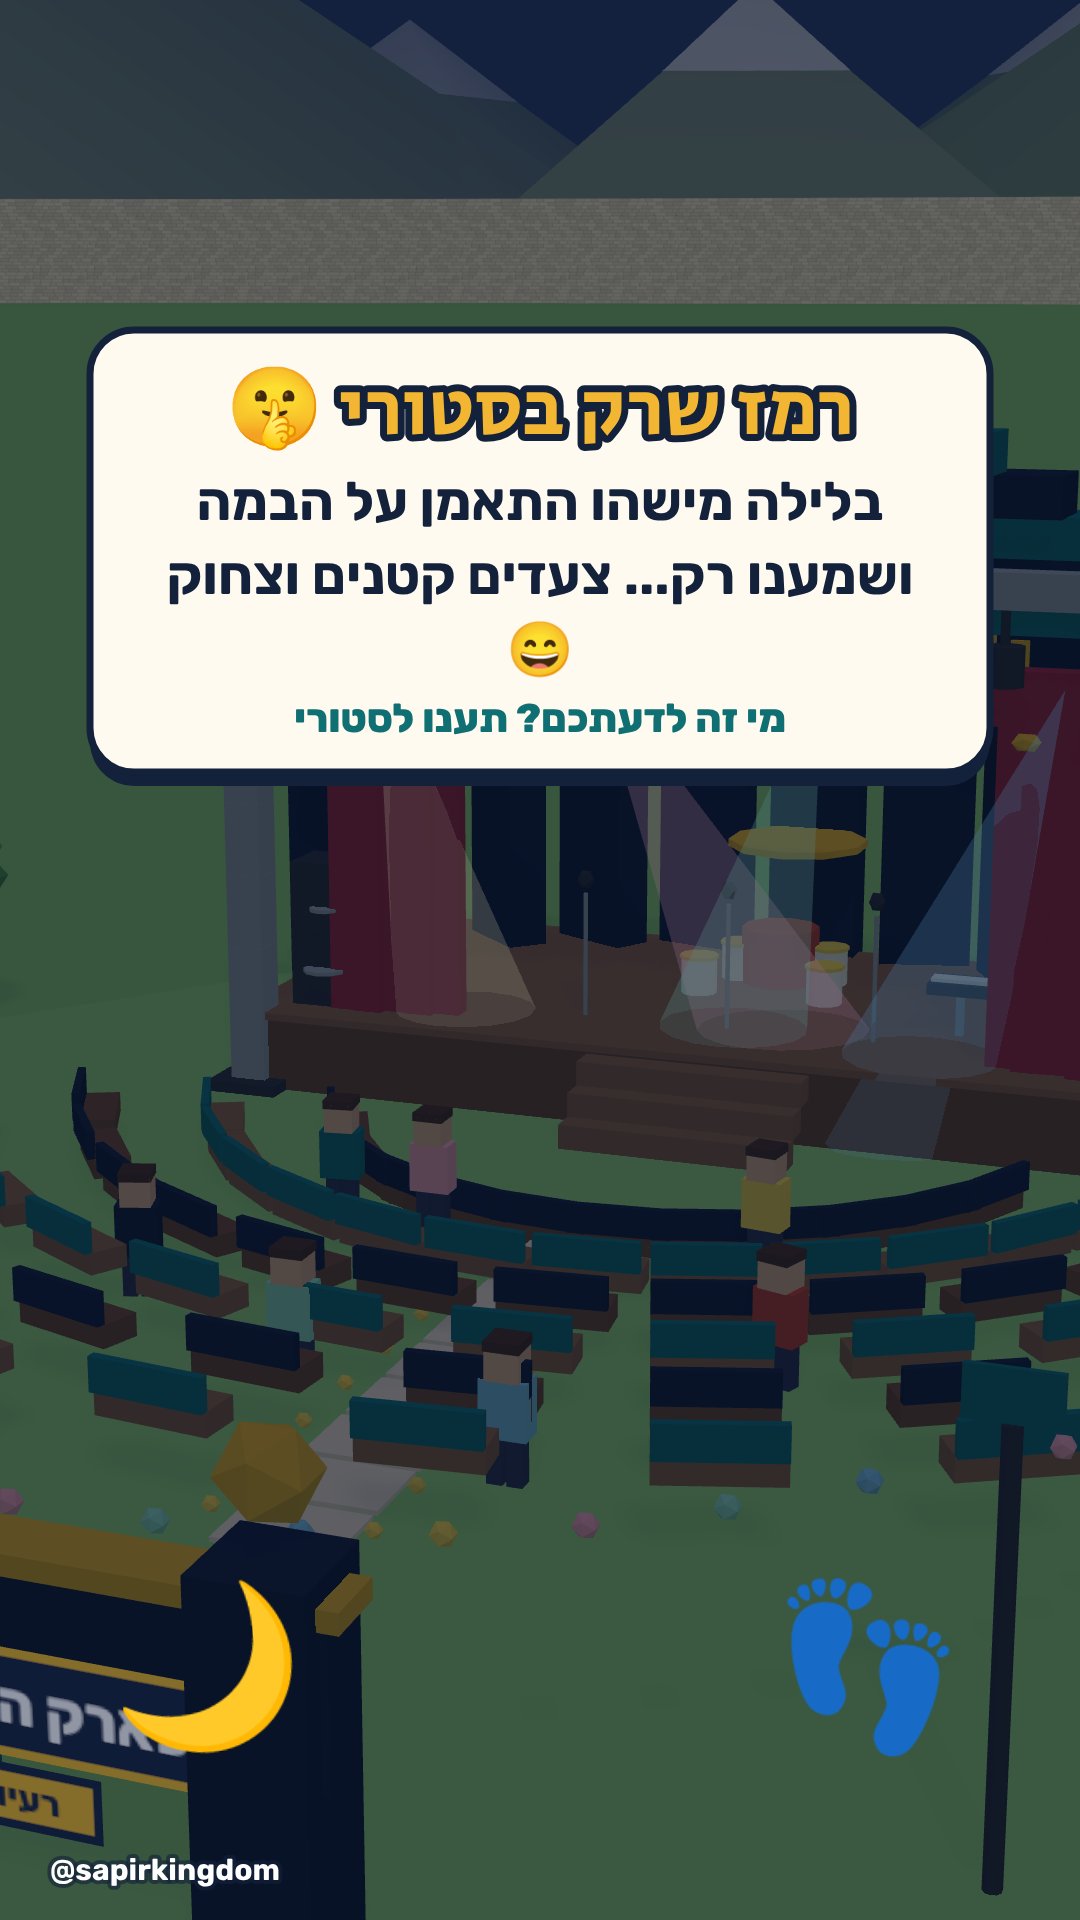 רמז שרק בסטורי 🤫
בלילה מישהו התאמן על הבמה
ושמענו רק... צעדים קטנים וצחוק
😄
מי זה לדעתכם? תענו לסטורי
@sapirkingdom